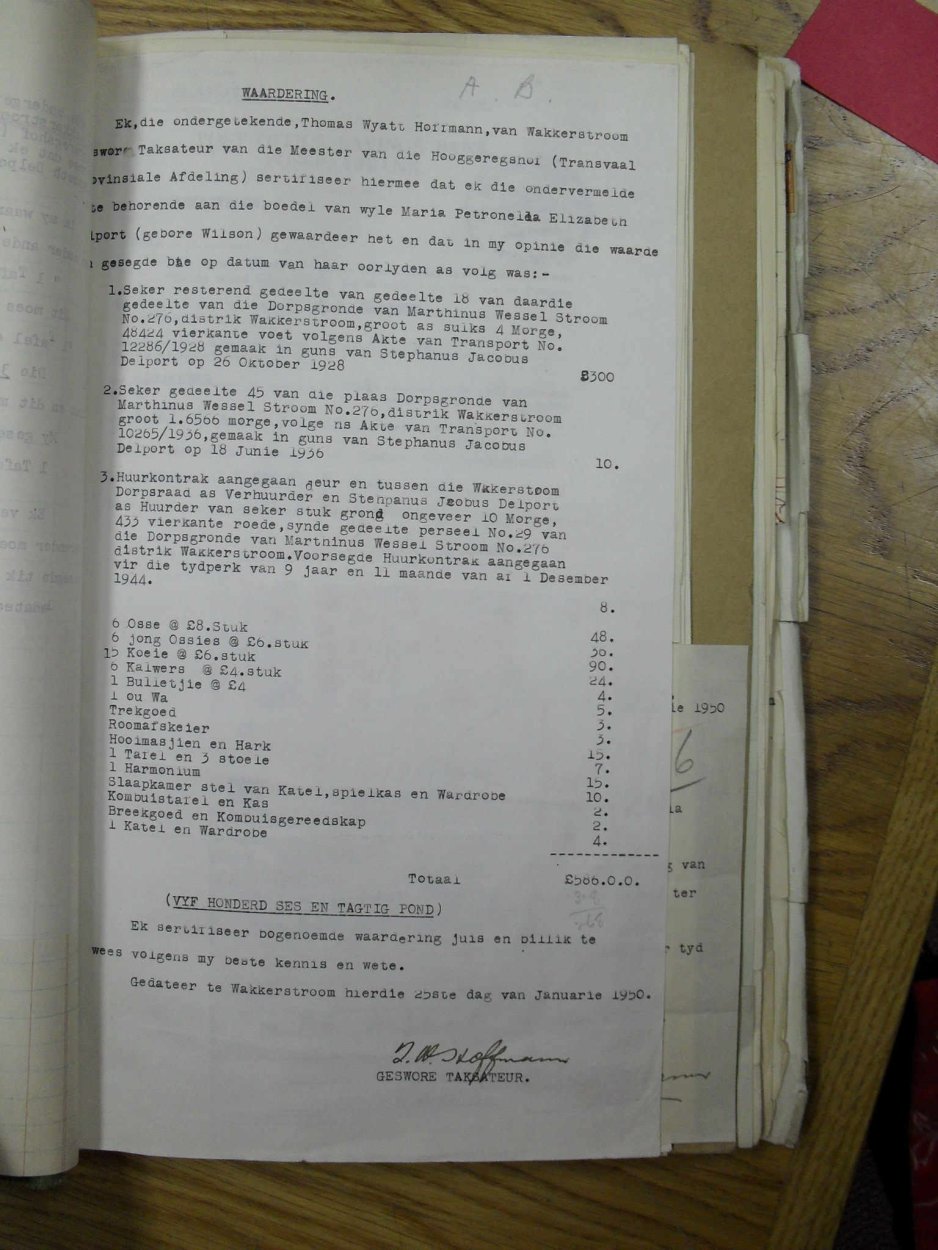 A. B.
WAARDERING.
Ek,die ondergetekende,Thomas Wyatt Hoffmann,van Wakkerstroom
swore Taksateur van die Meester van die Hooggeregshof (Transvaal
ovinsiale Afdeling) sertifiseer hiermee dat ek die ondervermelde
te behorende aan die boedel van wyle Maria Petronella Elizabeth
lport (gebore Wilson) gewaardeer het en dat in my opinie die waarde
gesegde bie op datum van haar oorlyden as volg was:-
1.Seker resterend gedeelte van gedeelte 18 van daardie
gedeelte van die Dorpsgronde van Marthinus Wessel Stroom
No.276,distrik Wakkerstroom,groot as sulks 4 Morge,
48424 vierkante voet volgens Akte van Transport No.
12286/1928 gemaak in guns van Stephanus Jacobus
Delport op 26 Oktober 1928
£300
2.Seker gedeelte 45 van die plaas Dorpsgronde van
Marthinus Wessel Stroom No.276,distrik Wakkerstroom
groot 1.6566 morge,volge ns Akte van Transport No.
10265/1936,gemaak in guns van Stephanus Jacobus
Delport op 18 Junie 1936
10.
3.Huurkontrak aangegaan deur en tussen die Wakkerstoom
Dorpsraad as Verhuurder en Stehpanus Jacobus Delport
as Huurder van seker stuk grond ongeveer 10 Morge,
433 vierkante roede,synde gedeelte perseel No.29 van
die Dorpsgronde van Marthinus Wessel Stroom No.276
distrik Wakkerstroom.Voorsegde Huurkontrak aangegaan
vir die tydperk van 9 jaar en 11 maande van af 1 Desember
1944.
8.
6 Osse @ £8.Stuk 48.
6 jong Ossies @ £6.stuk 36.
15 Koeie @ £6.stuk 90.
6 Kalwers @ £4.stuk 24.
1 Bulletjie @ £4 4.
1 ou Wa 5.
Trekgoed 3.
Roomafskeier 3.
Hooimasjien en Hark 15.
1 Tafel en 3 stoele 7.
1 Harmonium 15.
Slaapkamer stel van Katel,spielkas en Wardrobe 10.
Kombuistafel en Kas 2.
Breekgoed en Kombuisgereedskap 2.
1 Katel en Wardrobe 4.
Totaal £586.0.0.
(VYF HONDERD SES EN TAGTIG POND)
Ek sertifiseer bogenoemde waardering juis en billik te
wees volgens my beste kennis en wete.
Gedateer te Wakkerstroom hierdie 25ste dag van Januarie 1950.
T. W. Hoffmann
GESWORE TAKSATEUR.
ie 1950
6
la
g van
ter
r tyd